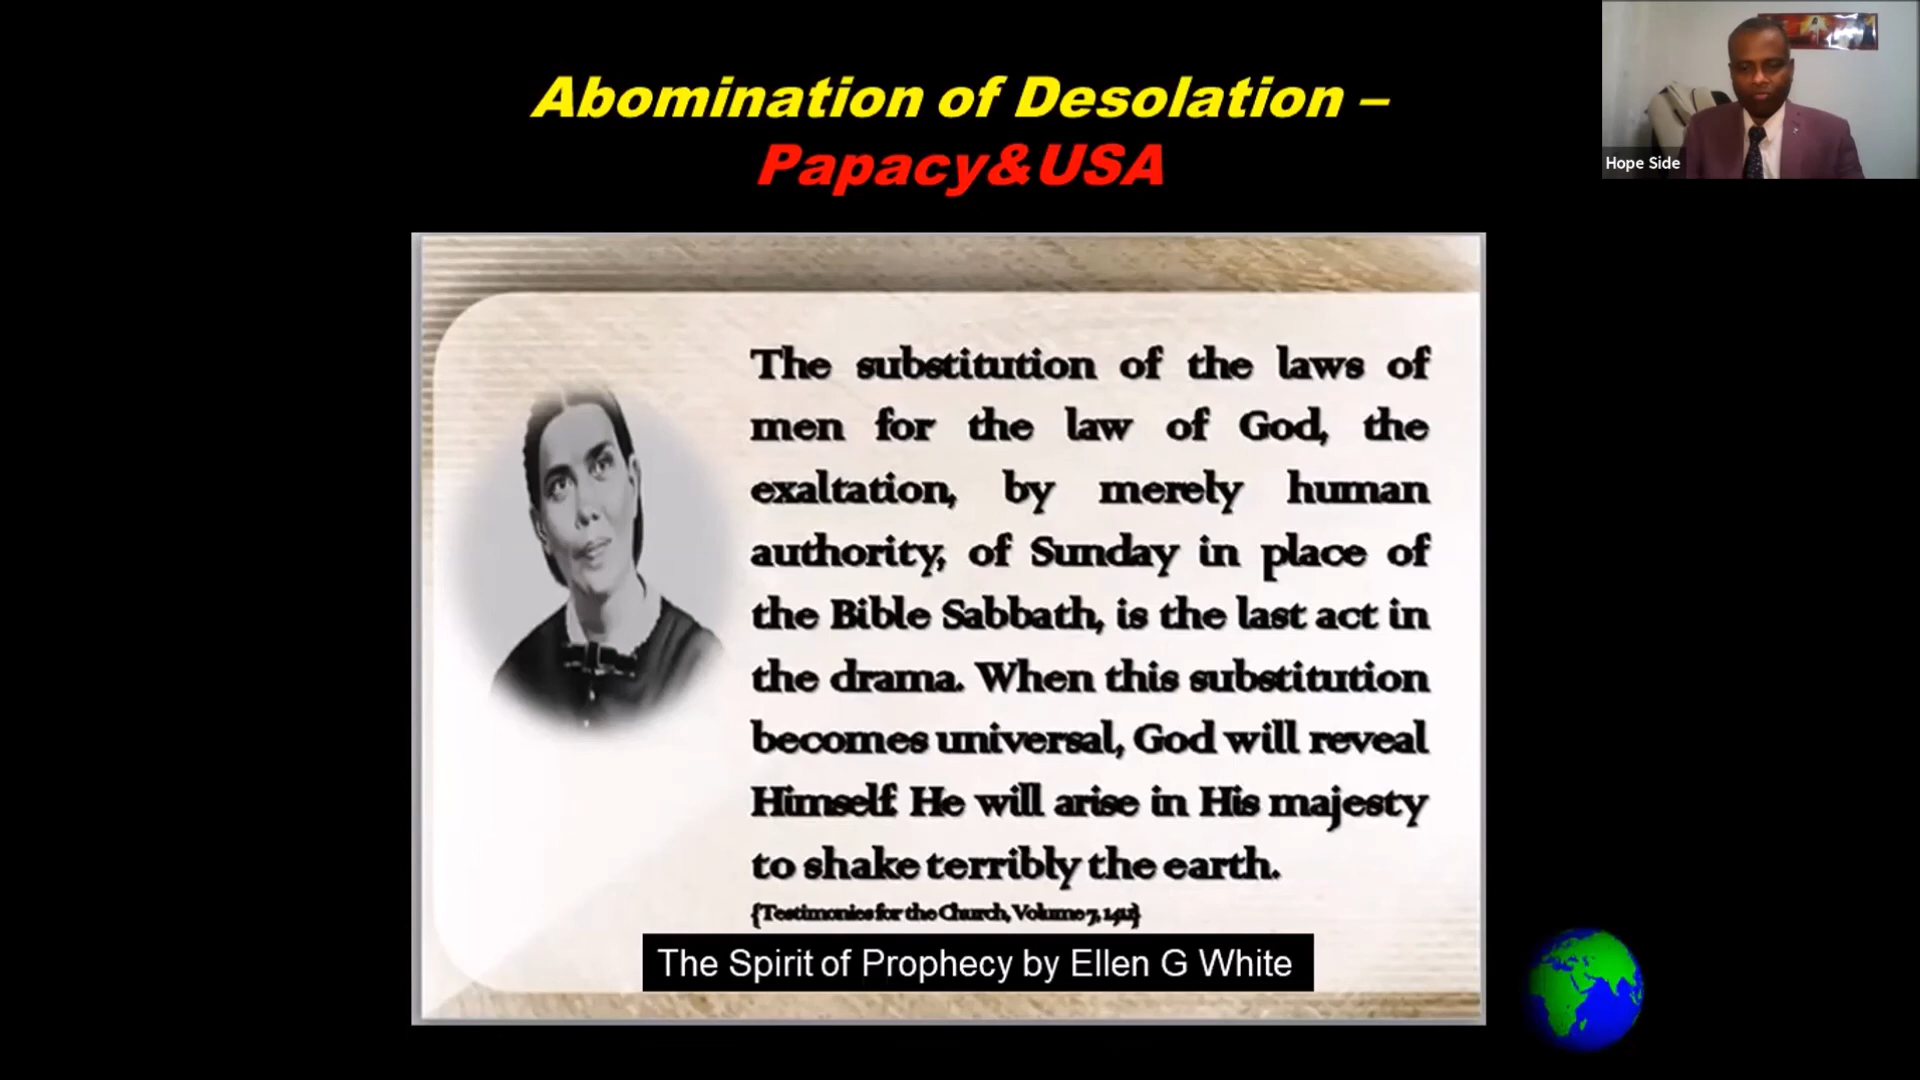 Abomination of Desolation –
Papacy&USA
Hope Side
The substitution of the laws of
men for the law of God, the
exaltation, by merely human
authority, of Sunday in place of
the Bible Sabbath, is the last act in
the drama. When this substitution
becomes universal, God will reveal
Himself. He will arise in His majesty
to shake terribly the earth.
{Testimonies for the Church, Volume 7,
The Spirit of Prophecy by Ellen G White